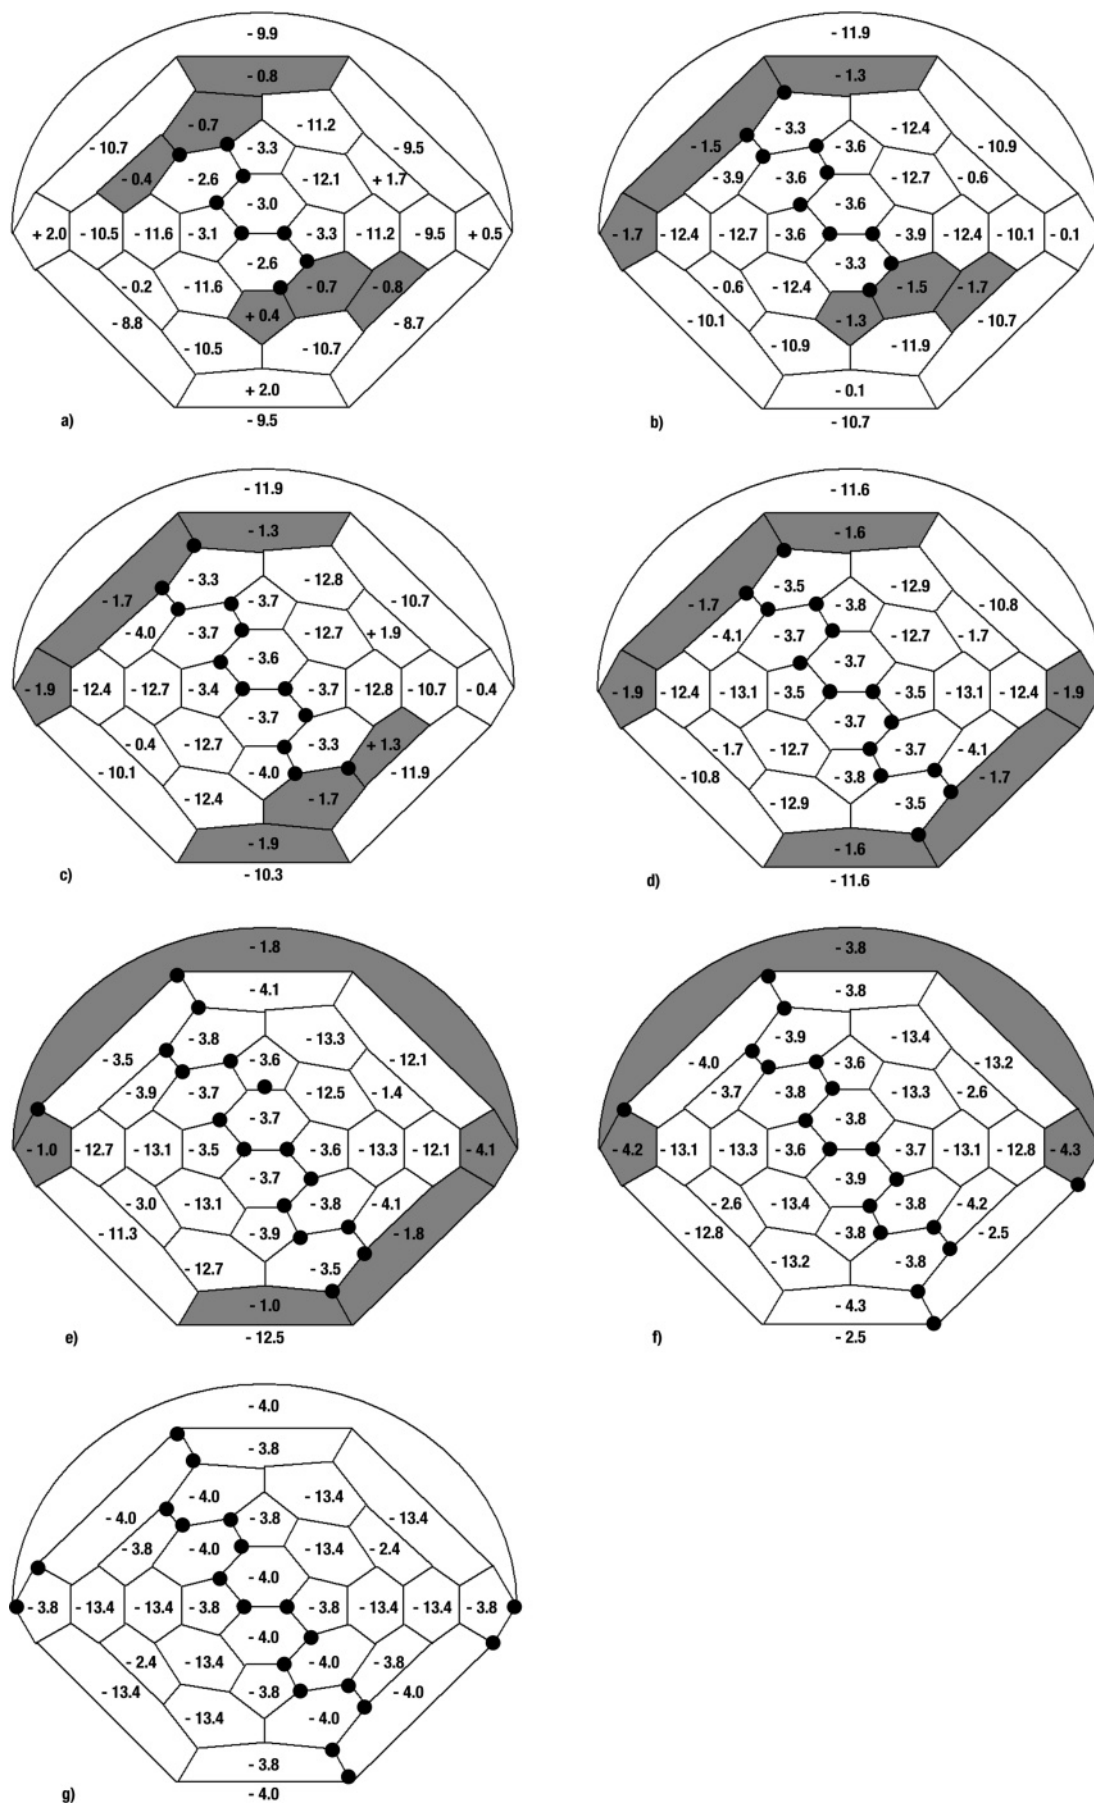 - 9.9
- 0.8
- 0.7 - 11.2
- 10.7 - 3.3 - 9.5
- 0.4 - 2.6 - 12.1 + 1.7
- 3.0
+ 2.0 - 10.5 - 11.6 - 3.1 - 3.3 - 11.2 - 9.5 + 0.5
- 2.6
- 0.2 - 11.6 - 0.7 - 0.8
- 8.8 + 0.4 - 8.7
- 10.5 - 10.7
+ 2.0
a) - 9.5
- 11.9
- 1.3
- 3.3 - 12.4
- 1.5 - 3.6 - 10.9
- 3.9 - 3.6 - 12.7 - 0.6
- 3.6
- 1.7 - 12.4 - 12.7 - 3.6 - 3.9 - 12.4 - 10.1 - 0.1
- 3.3
- 0.6 - 12.4 - 1.5 - 1.7
- 10.1 - 1.3 - 10.7
- 10.9 - 11.9
- 0.1
b) - 10.7
- 11.9
- 1.3
- 3.3 - 12.8
- 1.7 - 3.7 - 10.7
- 4.0 - 3.7 - 12.7 + 1.9
- 3.6
- 1.9 - 12.4 - 12.7 - 3.4 - 3.7 - 12.8 - 10.7 - 0.4
- 3.7
- 0.4 - 12.7 - 3.3 + 1.3
- 10.1 - 4.0 - 11.9
- 12.4 - 1.7
- 1.9
c) - 10.3
- 11.6
- 1.6
- 3.5 - 12.9
- 1.7 - 3.8 - 10.8
- 4.1 - 3.7 - 12.7 - 1.7
- 3.7
- 1.9 - 12.4 - 13.1 - 3.5 - 3.5 - 13.1 - 12.4 - 1.9
- 3.7
- 1.7 - 12.7 - 3.7 - 4.1
- 10.8 - 3.8 - 1.7
- 12.9 - 3.5
- 1.6
d) - 11.6
- 1.8
- 4.1
- 3.8 - 13.3
- 3.5 - 3.6 - 12.1
- 3.9 - 3.7 - 12.5 - 1.4
- 3.7
- 1.0 - 12.7 - 13.1 - 3.5 - 3.6 - 13.3 - 12.1 - 4.1
- 3.7
- 3.0 - 13.1 - 3.8 - 4.1
- 11.3 - 3.9 - 1.8
- 12.7 - 3.5
- 1.0
e) - 12.5
- 3.8
- 3.8
- 3.9 - 13.4
- 4.0 - 3.6 - 13.2
- 3.7 - 3.8 - 13.3 - 2.6
- 3.8
- 4.2 - 13.1 - 13.3 - 3.6 - 3.7 - 13.1 - 12.8 - 4.3
- 3.9
- 2.6 - 13.4 - 3.8 - 4.2
- 12.8 - 3.8 - 2.5
- 13.2 - 3.8
- 4.3
f) - 2.5
- 4.0
- 3.8
- 4.0 - 13.4
- 4.0 - 3.8 - 13.4
- 3.8 - 4.0 - 13.4 - 2.4
- 4.0
- 3.8 - 13.4 - 13.4 - 3.8 - 3.8 - 13.4 - 13.4 - 3.8
- 4.0
- 2.4 - 13.4 - 4.0 - 3.8
- 13.4 - 3.8 - 4.0
- 13.4 - 4.0
- 3.8
g) - 4.0